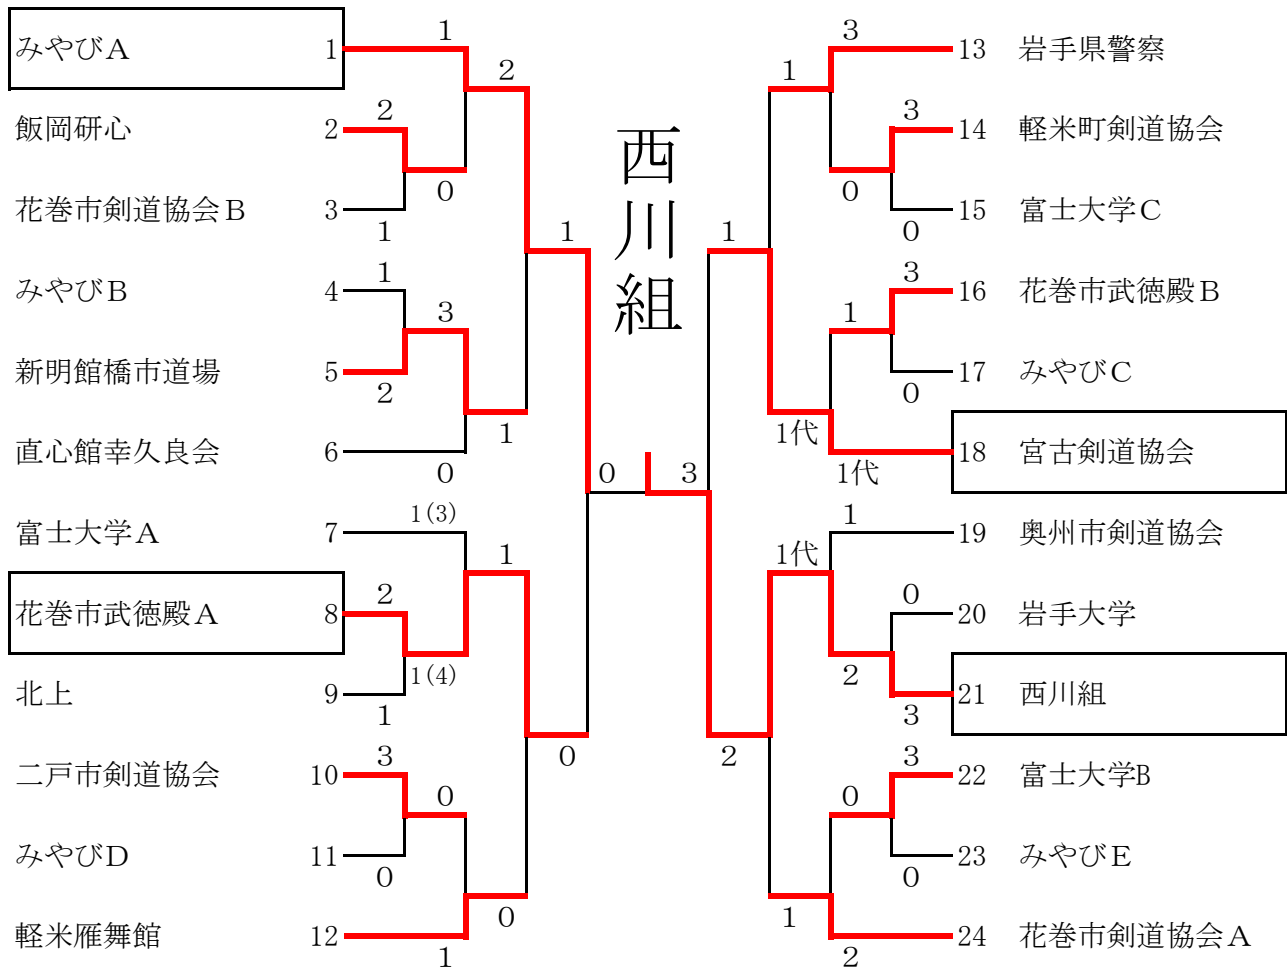 みやびA 1
飯岡研心 2
花巻市剣道協会B 3
みやびB 4
新明館橋市道場 5
直心館幸久良会 6
富士大学A 7
花巻市武徳殿A 8
北上 9
二戸市剣道協会 10
みやびD 11
軽米雁舞館 12
1
2
2
0
1
1
1
3
2
1
0
1(3)
1
2
1(4)
1
3
0
0
0
0
1
0
西川組
3
1
3
0
0
1
3
1
0
1代
1代
3
1
1代
0
2
3
2
3
0
0
1
2
13 岩手県警察
14 軽米町剣道協会
15 富士大学C
16 花巻市武徳殿B
17 みやびC
18 宮古剣道協会
19 奥州市剣道協会
20 岩手大学
21 西川組
22 富士大学B
23 みやびE
24 花巻市剣道協会A